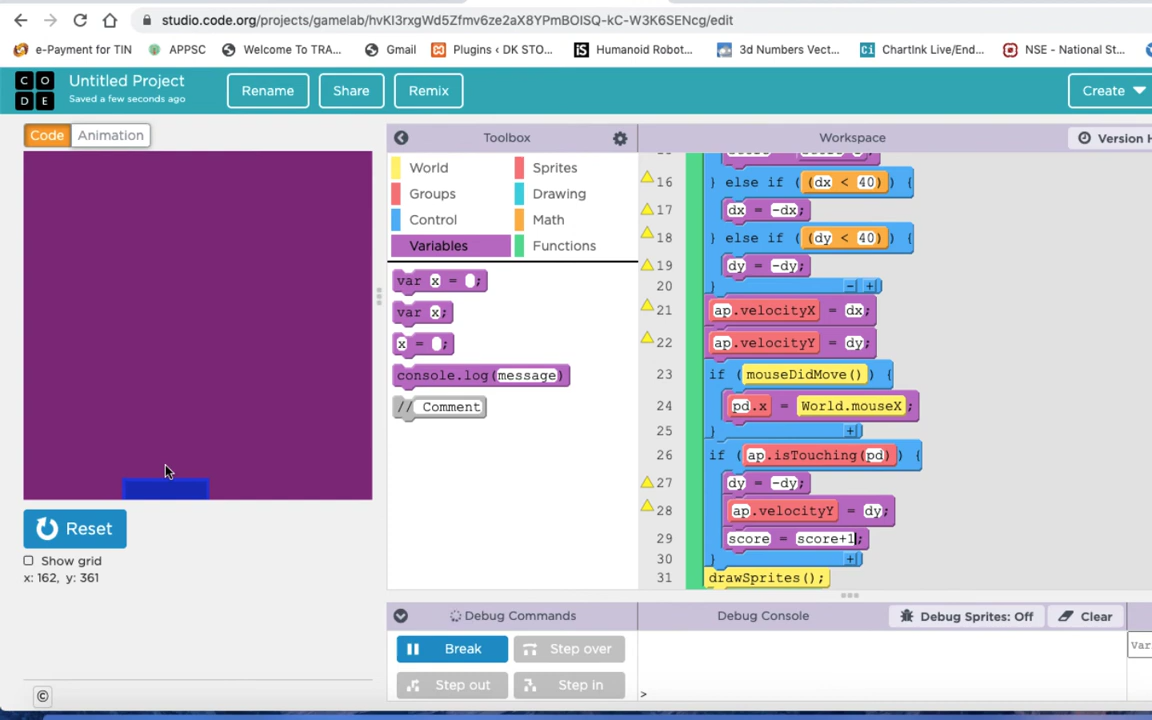 studio.code.org/projects/gamelab/hvKI3rxgWd5Zfmv6ze2aX8YPmBOISQ-kC-W3K6SENcg/edit
e-Payment for TIN APPSC Welcome To TRA... Gmail Plugins ‹ DK STO... Humanoid Robot... 3d Numbers Vect... ChartInk Live/End... NSE - National St...
CODE Untitled Project Rename Share Remix Create
Saved a few seconds ago
Code Animation Toolbox Workspace Version H
World Sprites
Groups Drawing
Control Math
Variables Functions
var x = ;
var x;
x = ;
console.log(message)
// Comment
16 } else if ( (dx < 40) ) {
17 dx = -dx;
18 } else if ( (dy < 40) ) {
19 dy = -dy;
20 } - +
21 ap.velocityX = dx;
22 ap.velocityY = dy;
23 if ( mouseDidMove() ) {
24 pd.x = World.mouseX;
25 } +
26 if ( ap.isTouching(pd) ) {
27 dy = -dy;
28 ap.velocityY = dy;
29 score = score+1;
30 } +
31 drawSprites();
Reset
Show grid
x: 162, y: 361
Debug Commands Debug Console Debug Sprites: Off Clear
Break Step over
Step out Step in
Var
>
©